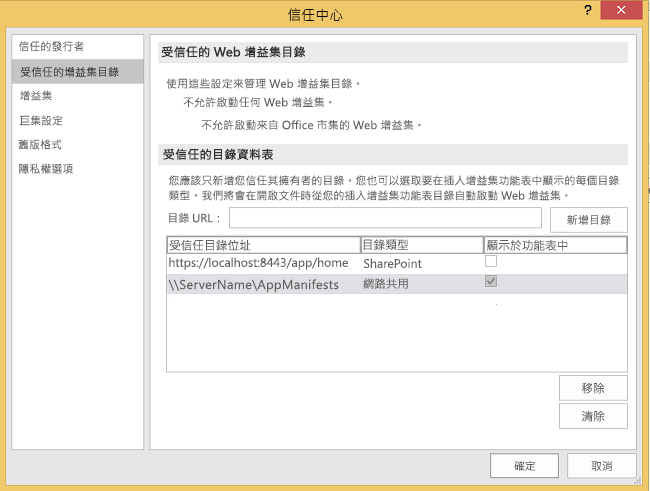 信任中心
?
信任的發行者
受信任的增益集目錄
增益集
巨集設定
舊版格式
隱私權選項
受信任的 Web 增益集目錄
使用這些設定來管理 Web 增益集目錄。
不允許啟動任何 Web 增益集。
不允許啟動來自 Office 市集的 Web 增益集。
受信任的目錄資料表
您應該只新增您信任其擁有者的目錄。您也可以選取要在插入增益集功能表中顯示的每個目錄
類型。我們將會在開啟文件時從您的插入增益集功能表目錄自動啟動 Web 增益集。
目錄 URL： 新增目錄
受信任目錄位址 目錄類型 顯示於功能表中
https://localhost:8443/app/home SharePoint
\\ServerName\AppManifests 網路共用
移除
清除
確定 取消